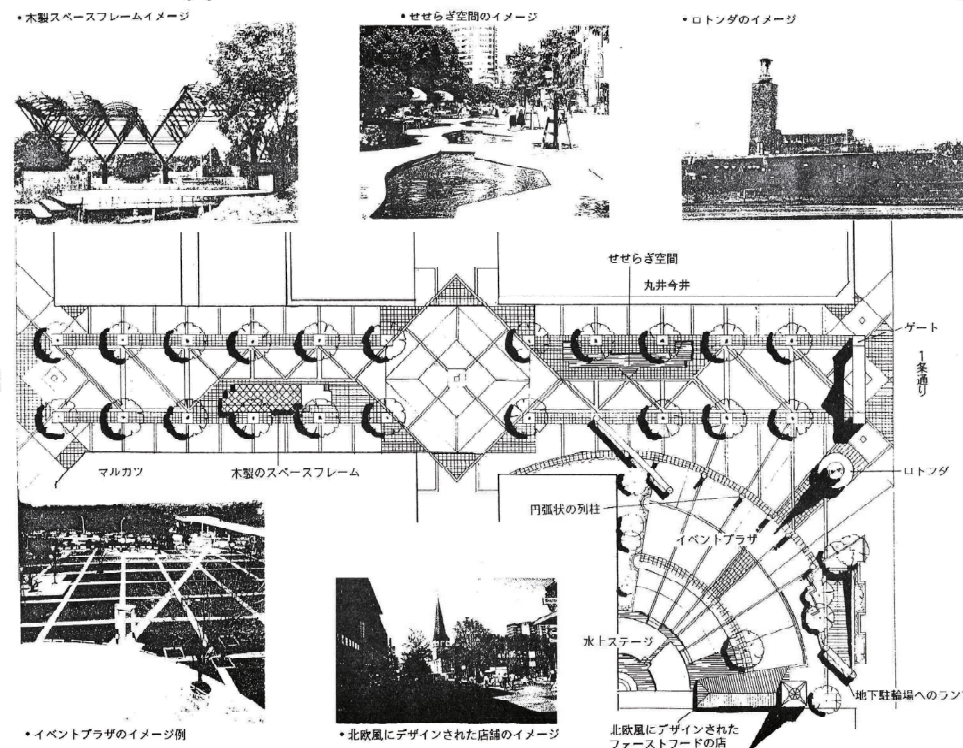 •木製スペースフレームイメージ
•せせらぎ空間のイメージ
•ロトンダのイメージ
せせらぎ空間
丸井今井
ゲート
1条通り
マルカツ
木製のスペースフレーム
ロトンダ
円弧状の列柱
イベントプラザ
水上ステージ
地下駐輪場へのランプ
•イベントプラザのイメージ例
•北欧風にデザインされた店舗のイメージ
北欧風にデザインされた
ファーストフードの店